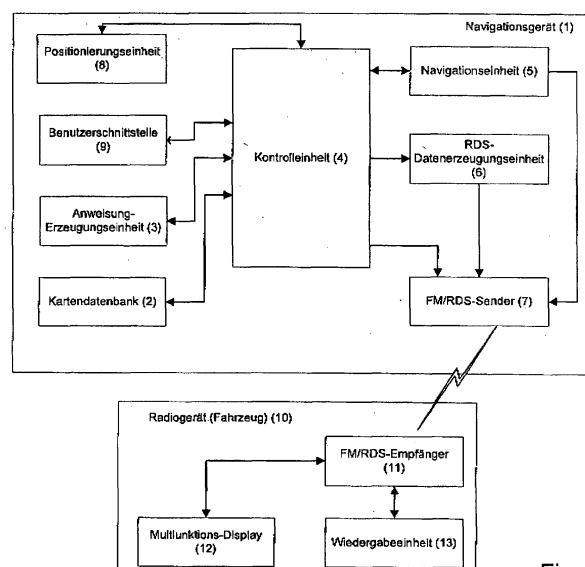 Navigationsgerät (1)
Positionierungseinheit
(8)
Navigationseinheit
(5)
Benutzerschnittstelle
(9)
Kontrolleinheit (4)
RDS-
Datenerzeugungseinheit
(6)
Anweisung-
Erzeugungseinheit (3)
Kartendatenbank (2)
FM/RDS-Sender (7)
Radiogerät (Fahrzeug) (10)
FM/RDS-Empfänger
(11)
Multifunktions-Display
(12)
Wiedergabeeinheit (13)